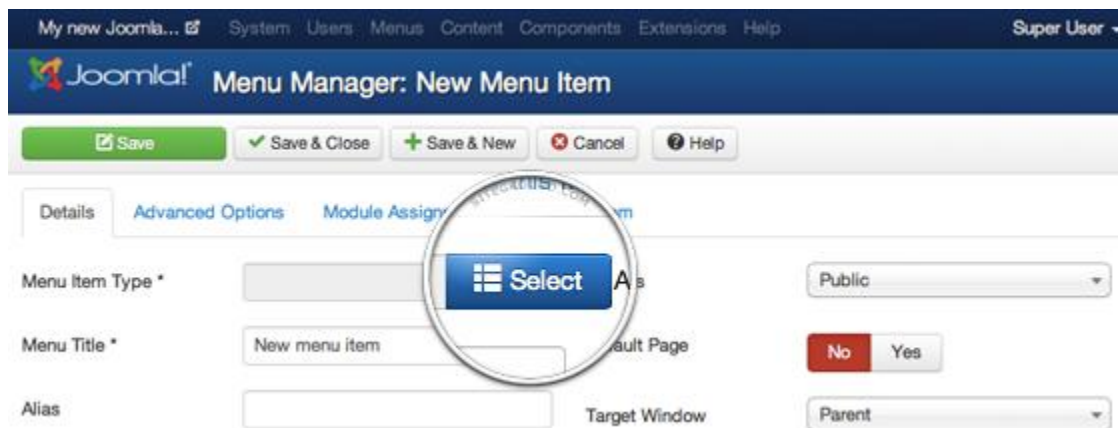 My new Joomla... System Users Menus Content Components Extensions Help Super User
Joomla! Menu Manager: New Menu Item
Save Save & Close Save & New Cancel Help
Details Advanced Options Module
Menu Item Type * Select Public
Menu Title * New menu item Page No Yes
Alias Target Window Parent